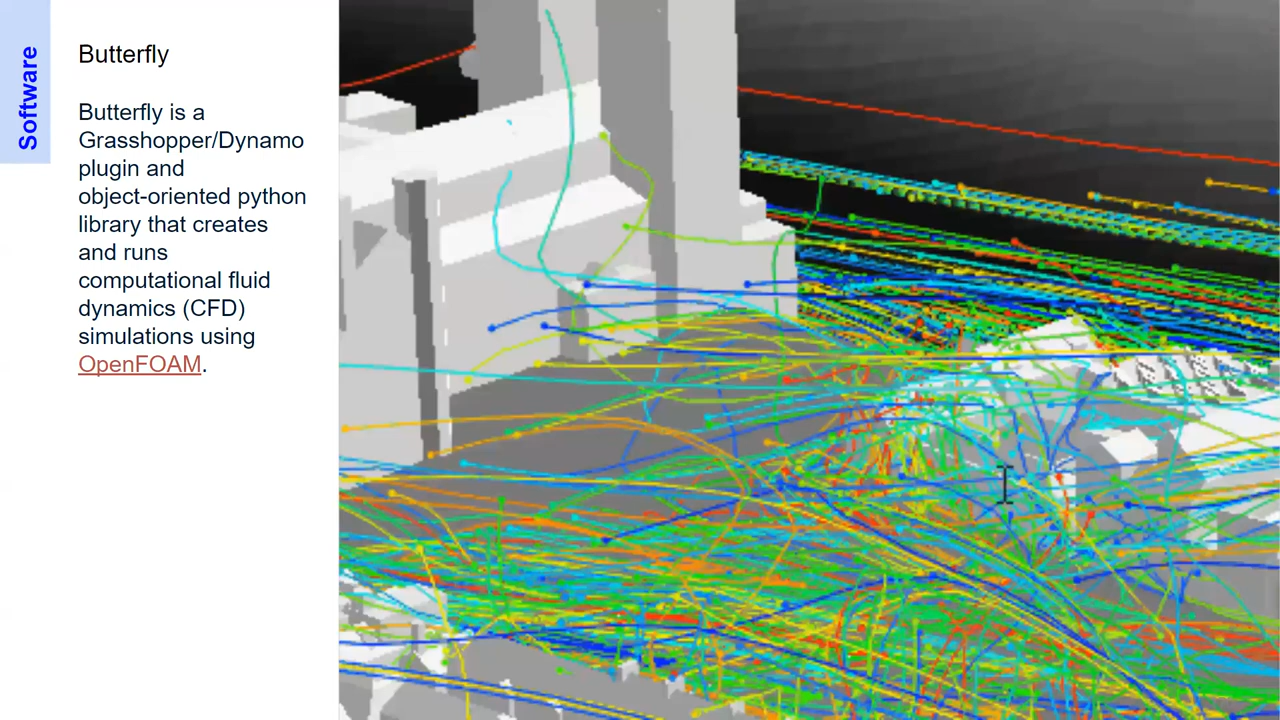 Software
Butterfly
Butterfly is a
Grasshopper/Dynamo
plugin and
object-oriented python
library that creates
and runs
computational fluid
dynamics (CFD)
simulations using
OpenFOAM.